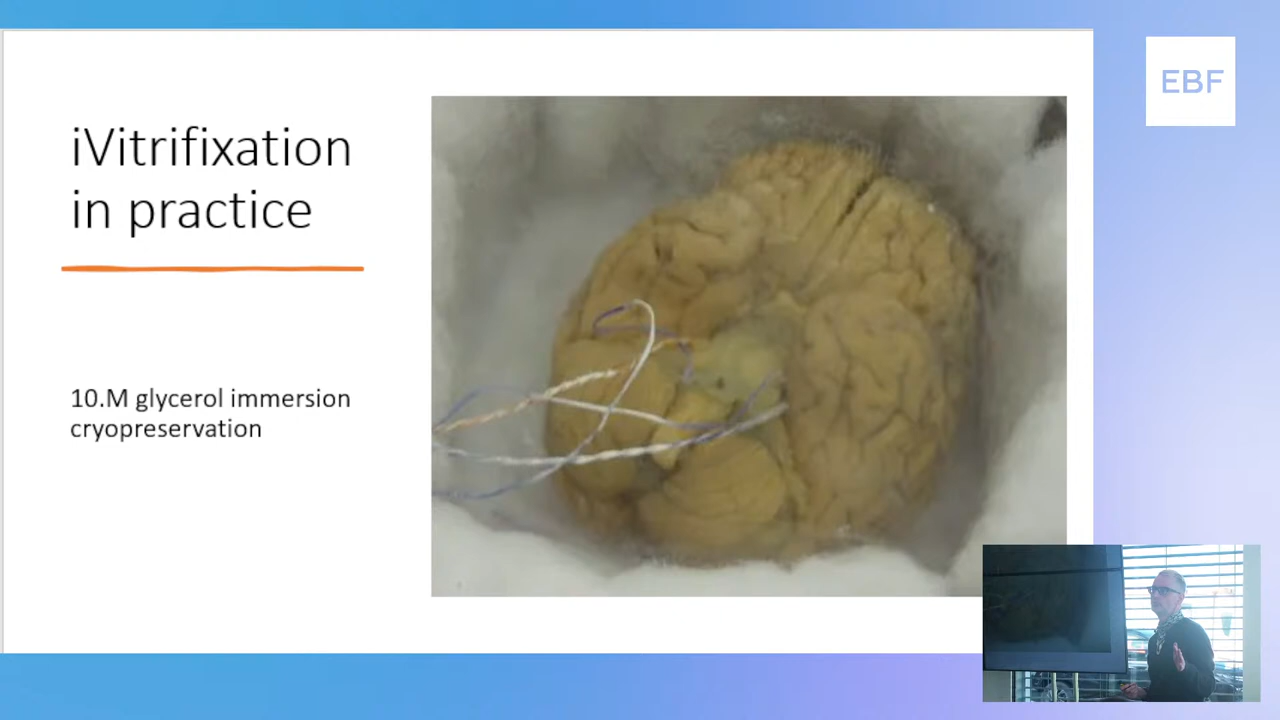 iVitrifixation
in practice
10.M glycerol immersion
cryopreservation
EBF